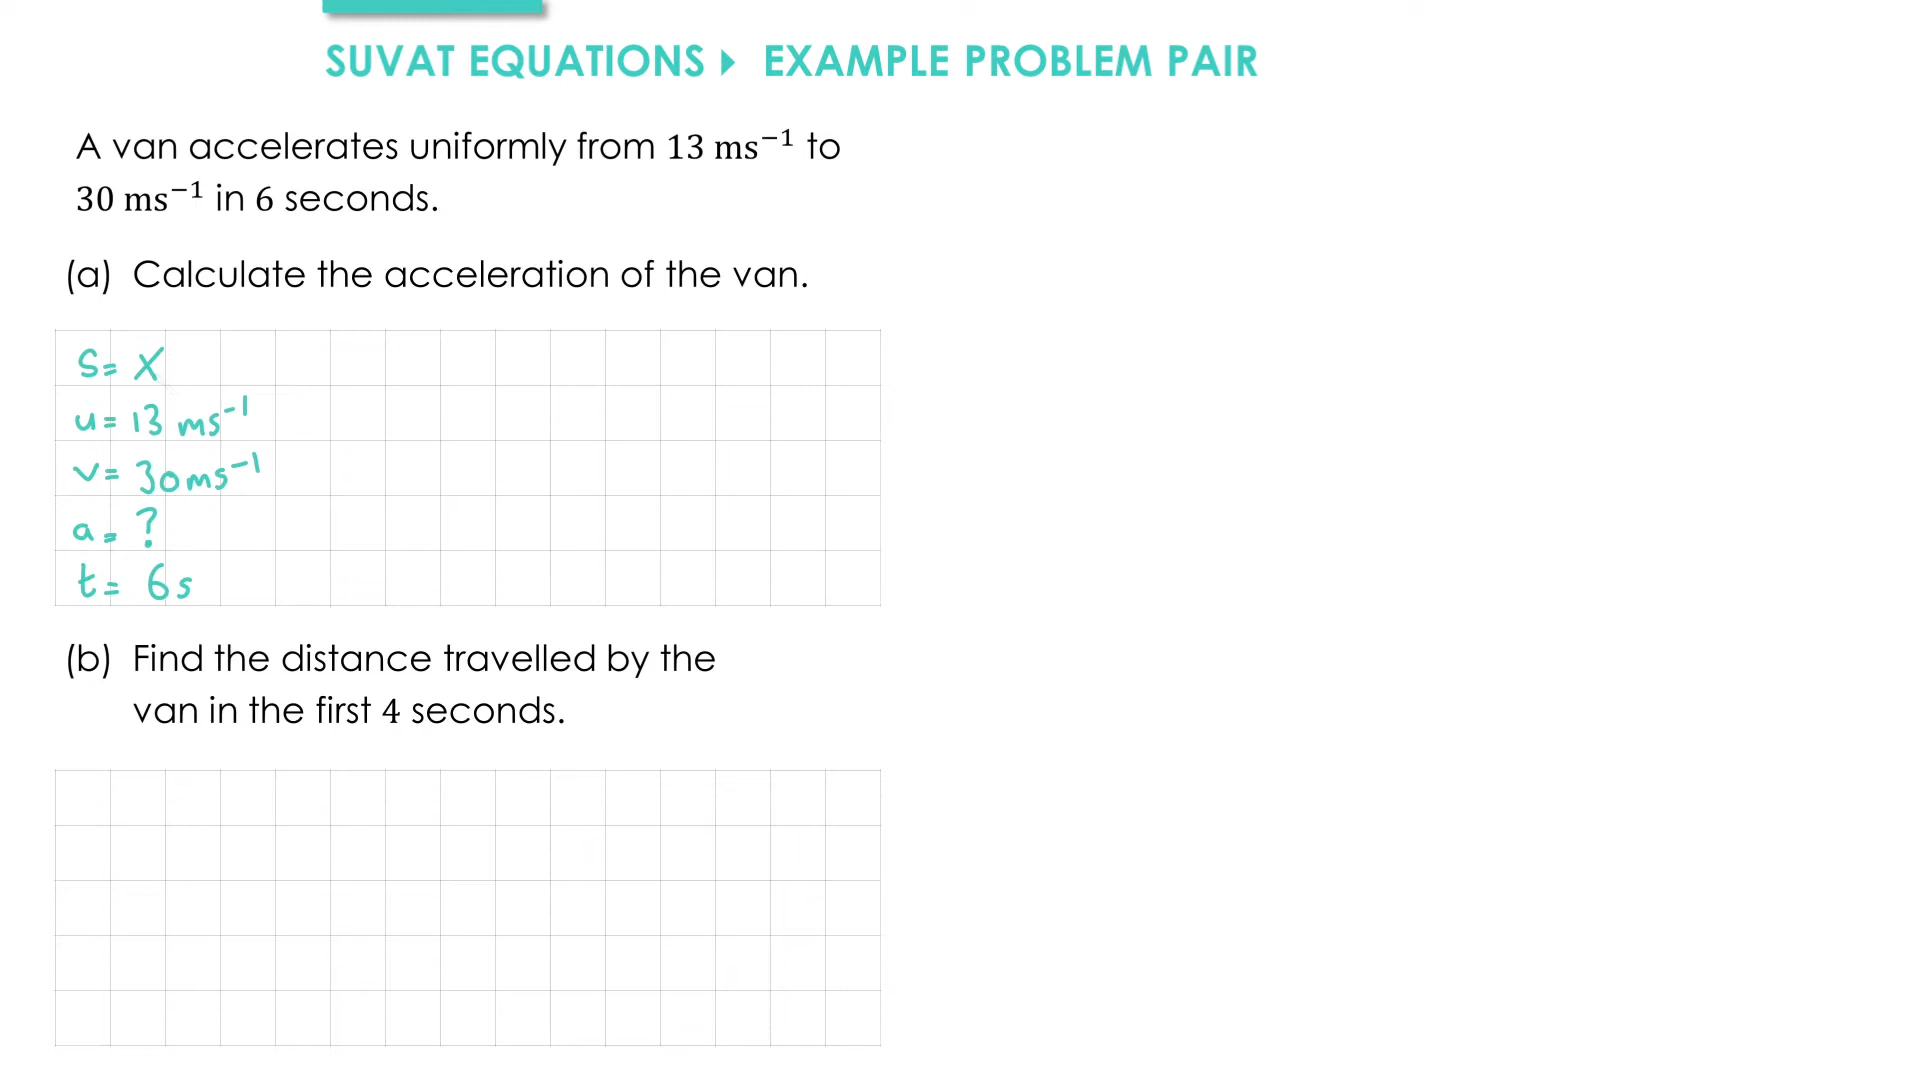 SUVAT EQUATIONS ▸ EXAMPLE PROBLEM PAIR
A van accelerates uniformly from 13 ms⁻¹ to
30 ms⁻¹ in 6 seconds.
(a) Calculate the acceleration of the van.
s = X
u = 13 ms⁻¹
v = 30 ms⁻¹
a = ?
t = 6s
(b) Find the distance travelled by the
van in the first 4 seconds.